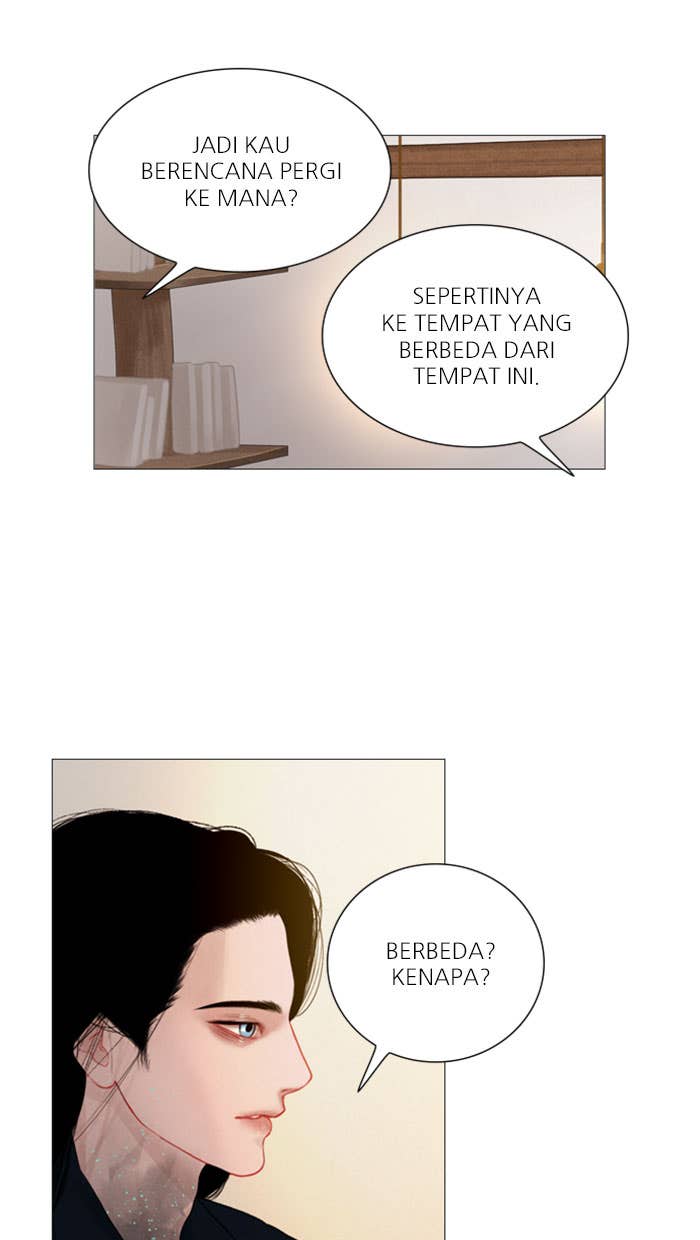 JADI KAU
BERENCANA PERGI
KE MANA?
SEPERTINYA
KE TEMPAT YANG
BERBEDA DARI
TEMPAT INI.
BERBEDA?
KENAPA?